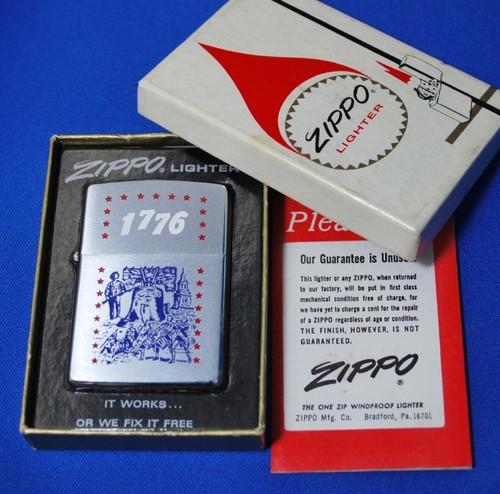 ZIPPO
LIGHTER
ZIPPO LIGHTER
1776
IT WORKS...
OR WE FIX IT FREE
Our Guarantee is
This lighter or any ZIPPO, when returned
to our factory, will be put in first class
mechanical condition free of charge, for
we have yet to charge a cent for the repair
of a ZIPPO regardless of age or condition.
THE FINISH, HOWEVER, IS NOT
GUARANTEED.
ZIPPO®
THE ONE ZIP WINDPROOF LIGHTER
ZIPPO Mfg. Co. Bradford, Pa. 16701